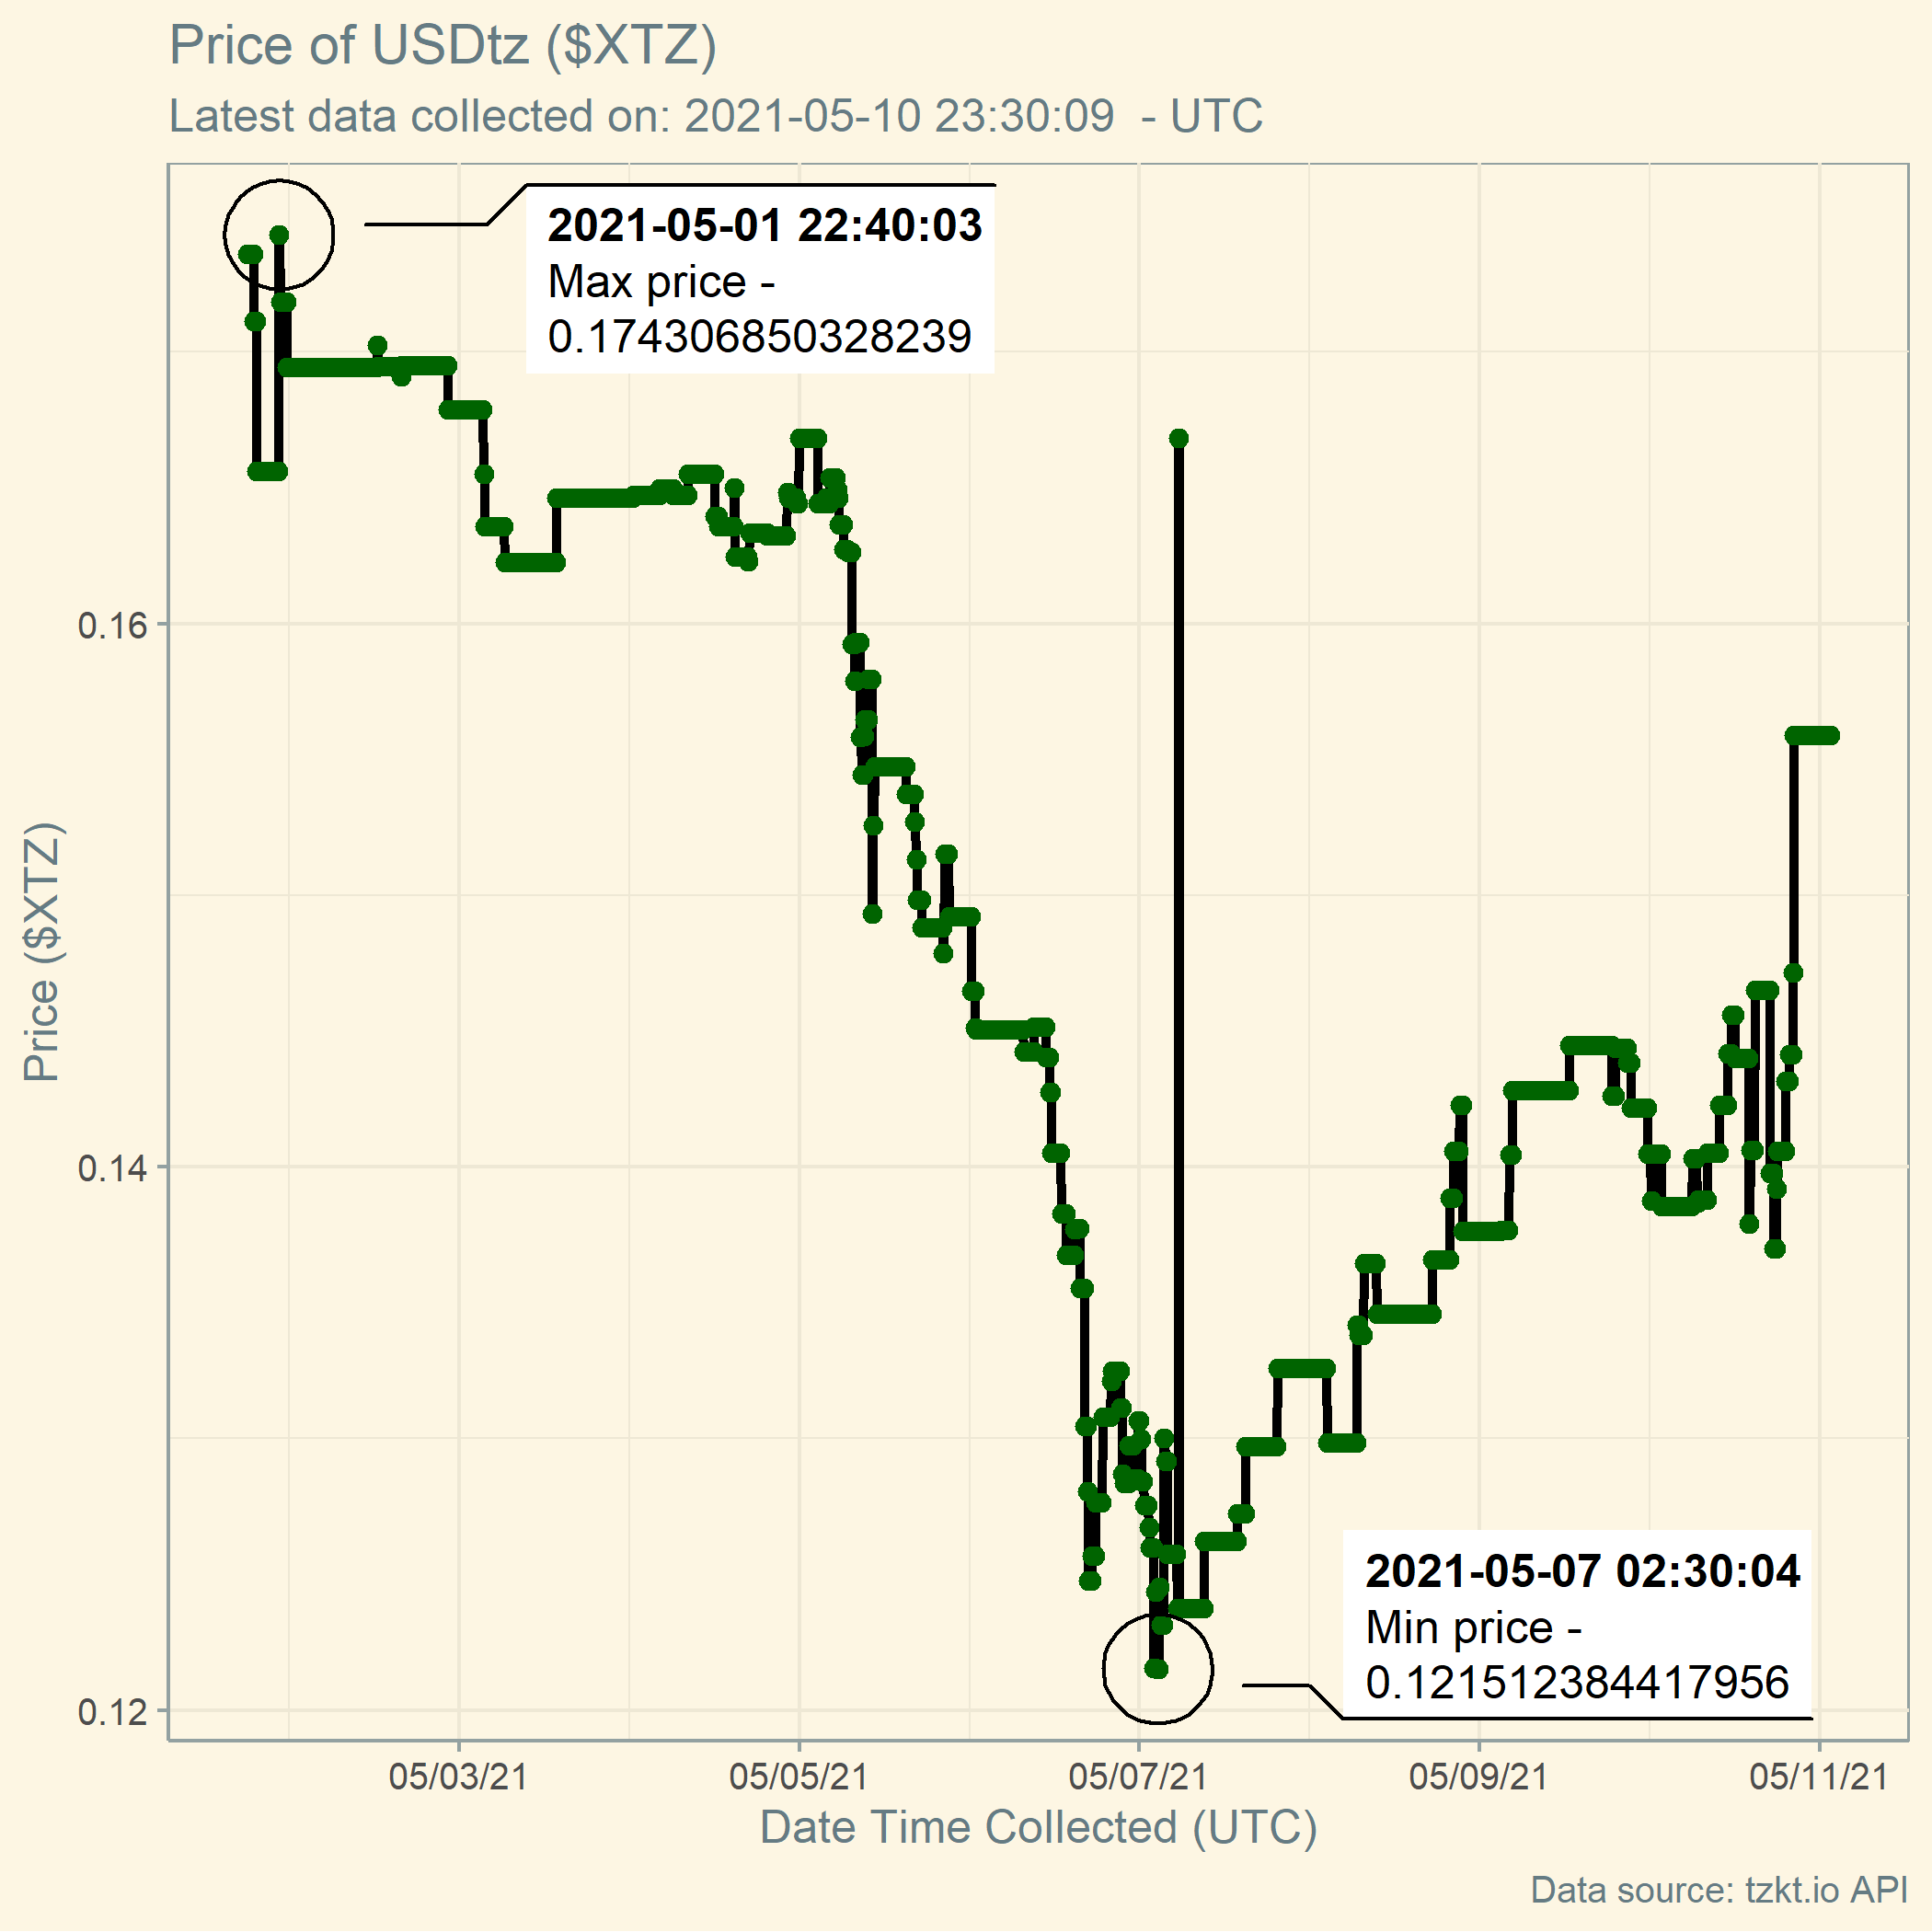 Price of USDtz ($XTZ)
Latest data collected on: 2021-05-10 23:30:09  - UTC
2021-05-01 22:40:03
Max price -
0.174306850328239
0.16
0.14
0.12
Price ($XTZ)
2021-05-07 02:30:04
Min price -
0.121512384417956
05/03/21
05/05/21
05/07/21
05/09/21
05/11/21
Date Time Collected (UTC)
Data source: tzkt.io API